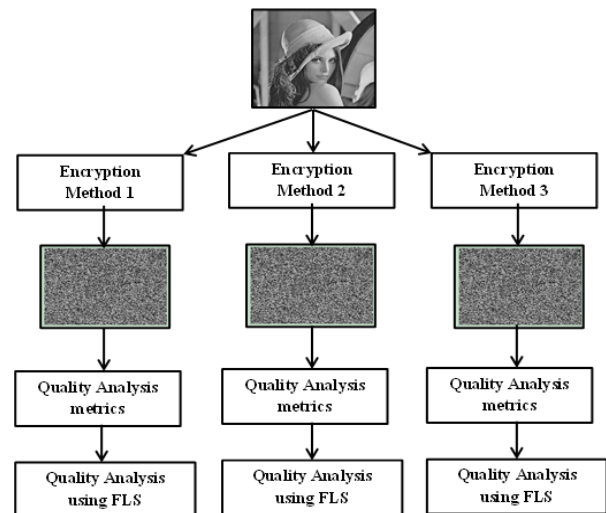 Encryption
Method 1
Encryption
Method 2
Encryption
Method 3
Quality Analysis
metrics
Quality Analysis
metrics
Quality Analysis
metrics
Quality Analysis
using FLS
Quality Analysis
using FLS
Quality Analysis
using FLS